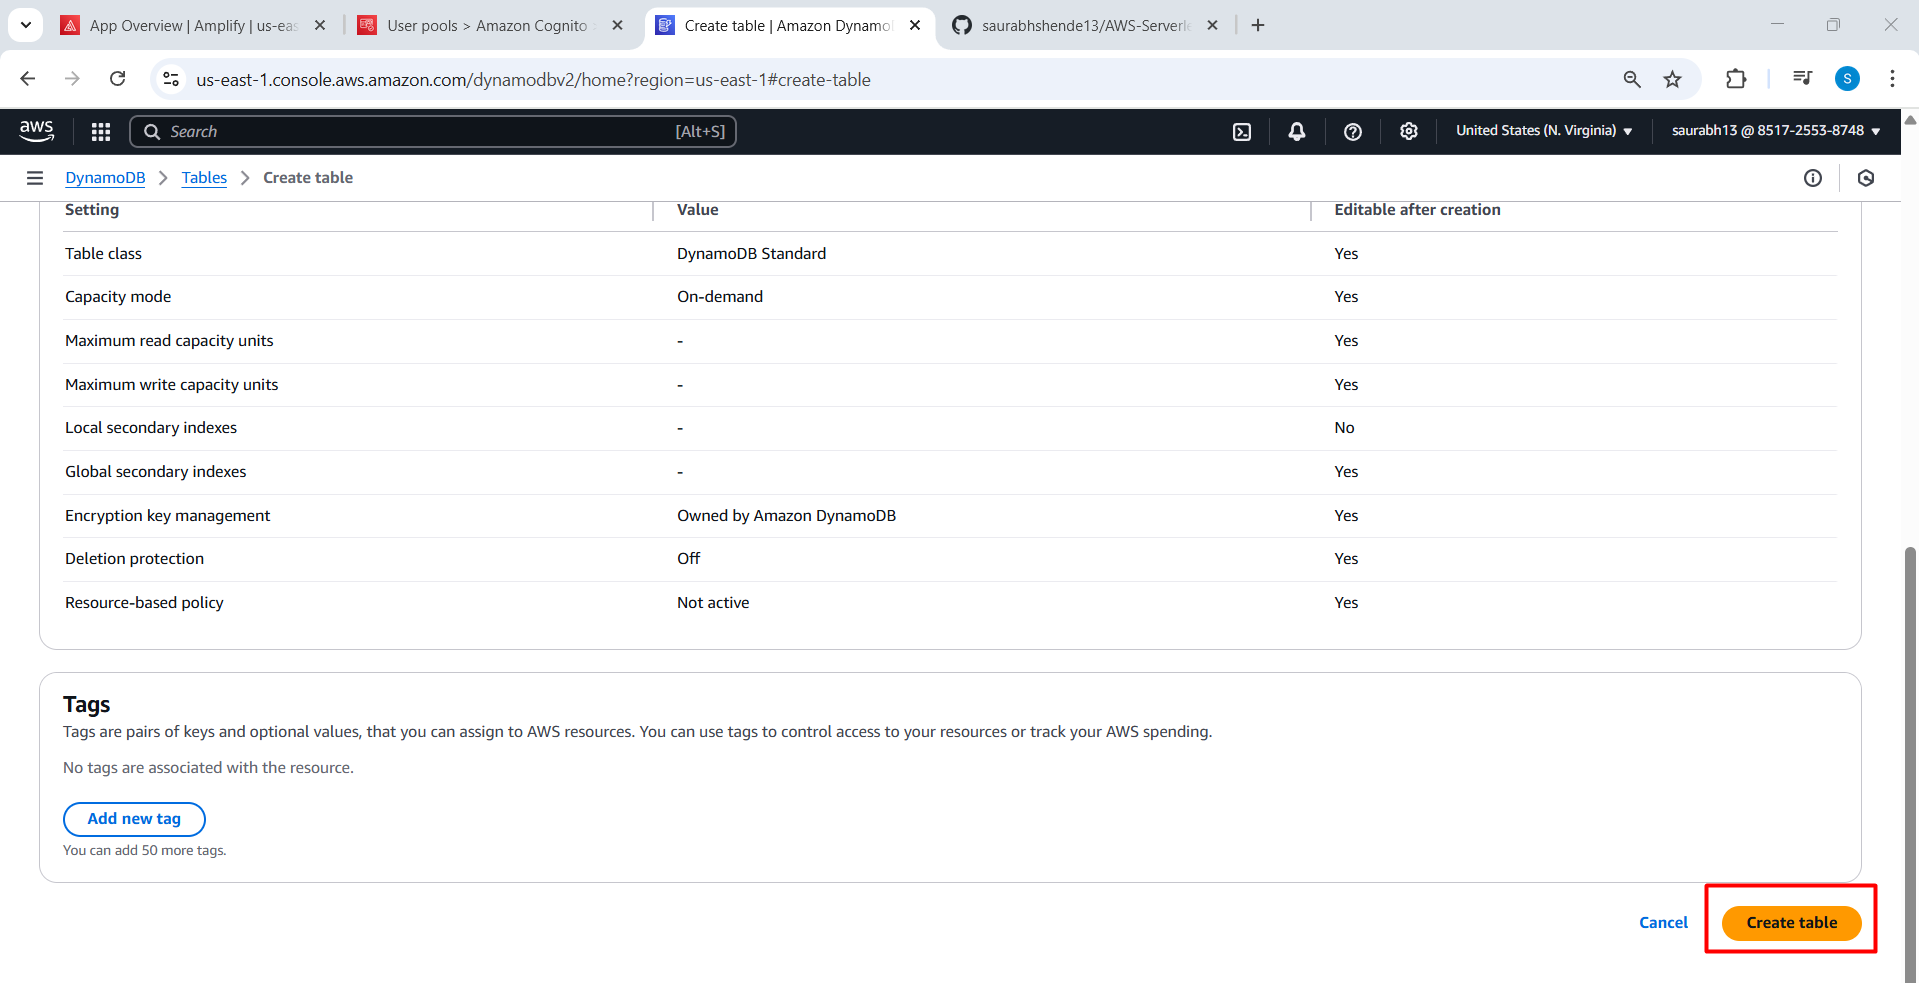 App Overview | Amplify | us-eas
User pools > Amazon Cognito
Create table | Amazon Dynamo
saurabhshende13/AWS-Serverle
us-east-1.console.aws.amazon.com/dynamodbv2/home?region=us-east-1#create-table
S
aws
Search
[Alt+S]
United States (N. Virginia)
saurabh13 @ 8517-2553-8748
DynamoDB
Tables
Create table
Setting Value Editable after creation
Table class DynamoDB Standard Yes
Capacity mode On-demand Yes
Maximum read capacity units - Yes
Maximum write capacity units - Yes
Local secondary indexes - No
Global secondary indexes - Yes
Encryption key management Owned by Amazon DynamoDB Yes
Deletion protection Off Yes
Resource-based policy Not active Yes
Tags
Tags are pairs of keys and optional values, that you can assign to AWS resources. You can use tags to control access to your resources or track your AWS spending.
No tags are associated with the resource.
Add new tag
You can add 50 more tags.
Cancel
Create table